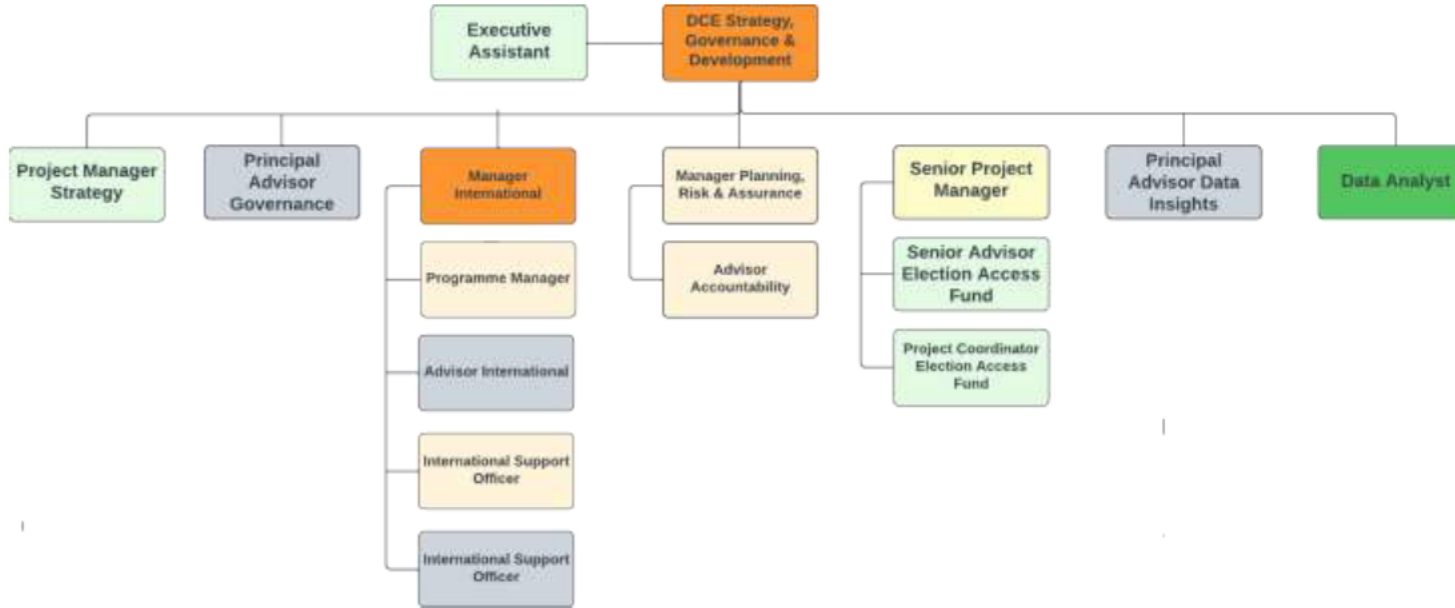 Executive
Assistant
DCE Strategy,
Governance &
Development
Project Manager
Strategy
Principal
Advisor
Governance
Manager
International
Manager Planning,
Risk & Assurance
Senior Project
Manager
Principal
Advisor Data
Insights
Data Analyst
Programme Manager
Advisor
Accountability
Senior Advisor
Election Access
Fund
Advisor International
Project Coordinator
Election Access
Fund
International Support
Officer
International Support
Officer